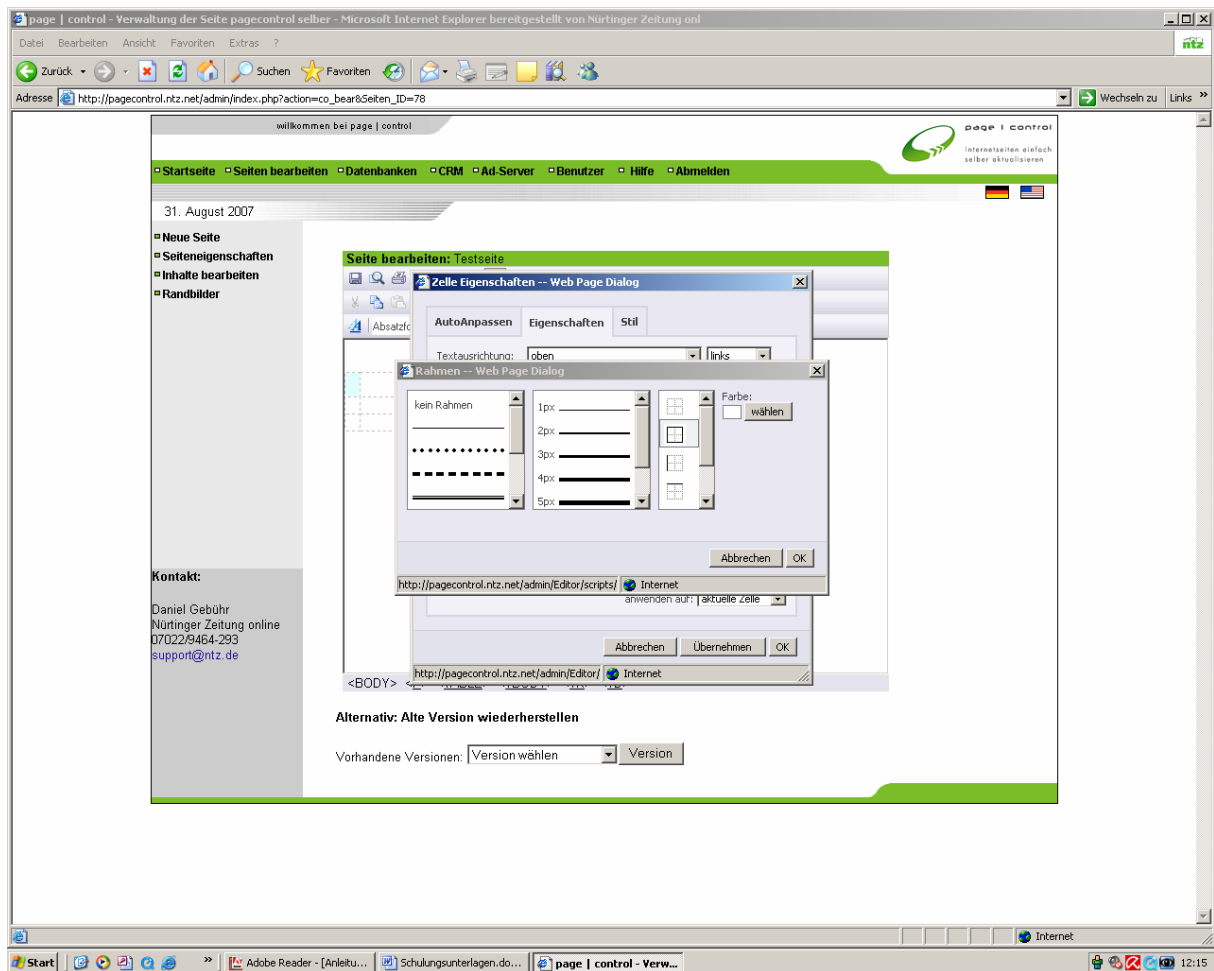 page | control - Verwaltung der Seite pagecontrol selber - Microsoft Internet Explorer bereitgestellt von Nürtinger Zeitung onl
Datei Bearbeiten Ansicht Favoriten Extras ?
ntz
Zurück Suchen Favoriten
Adresse http://pagecontrol.ntz.net/admin/index.php?action=co_bear&Seiten_ID=78 Wechseln zu Links »
willkommen bei page | control
page | control
Internetseiten einfach
selber aktualisieren
Startseite Seiten bearbeiten Datenbanken CRM Ad-Server Benutzer Hilfe Abmelden
31. August 2007
Neue Seite
Seiteneigenschaften
Inhalte bearbeiten
Randbilder
Seite bearbeiten: Testseite
Zelle Eigenschaften -- Web Page Dialog
Absatzfo
AutoAnpassen Eigenschaften Stil
Textausrichtung: oben links
Rahmen -- Web Page Dialog
kein Rahmen
1px
2px
3px
4px
5px
Farbe:
wählen
Abbrechen OK
http://pagecontrol.ntz.net/admin/Editor/scripts/ Internet
anwenden auf: aktuelle Zelle
Abbrechen Übernehmen OK
http://pagecontrol.ntz.net/admin/Editor/ Internet
<BODY>
Kontakt:
Daniel Gebühr
Nürtinger Zeitung online
07022/9464-293
support@ntz.de
Alternativ: Alte Version wiederherstellen
Vorhandene Versionen: Version wählen Version
Internet
Start » Adobe Reader - [Anleitu... Schulungsunterlagen.do... page | control - Verw... 12:15